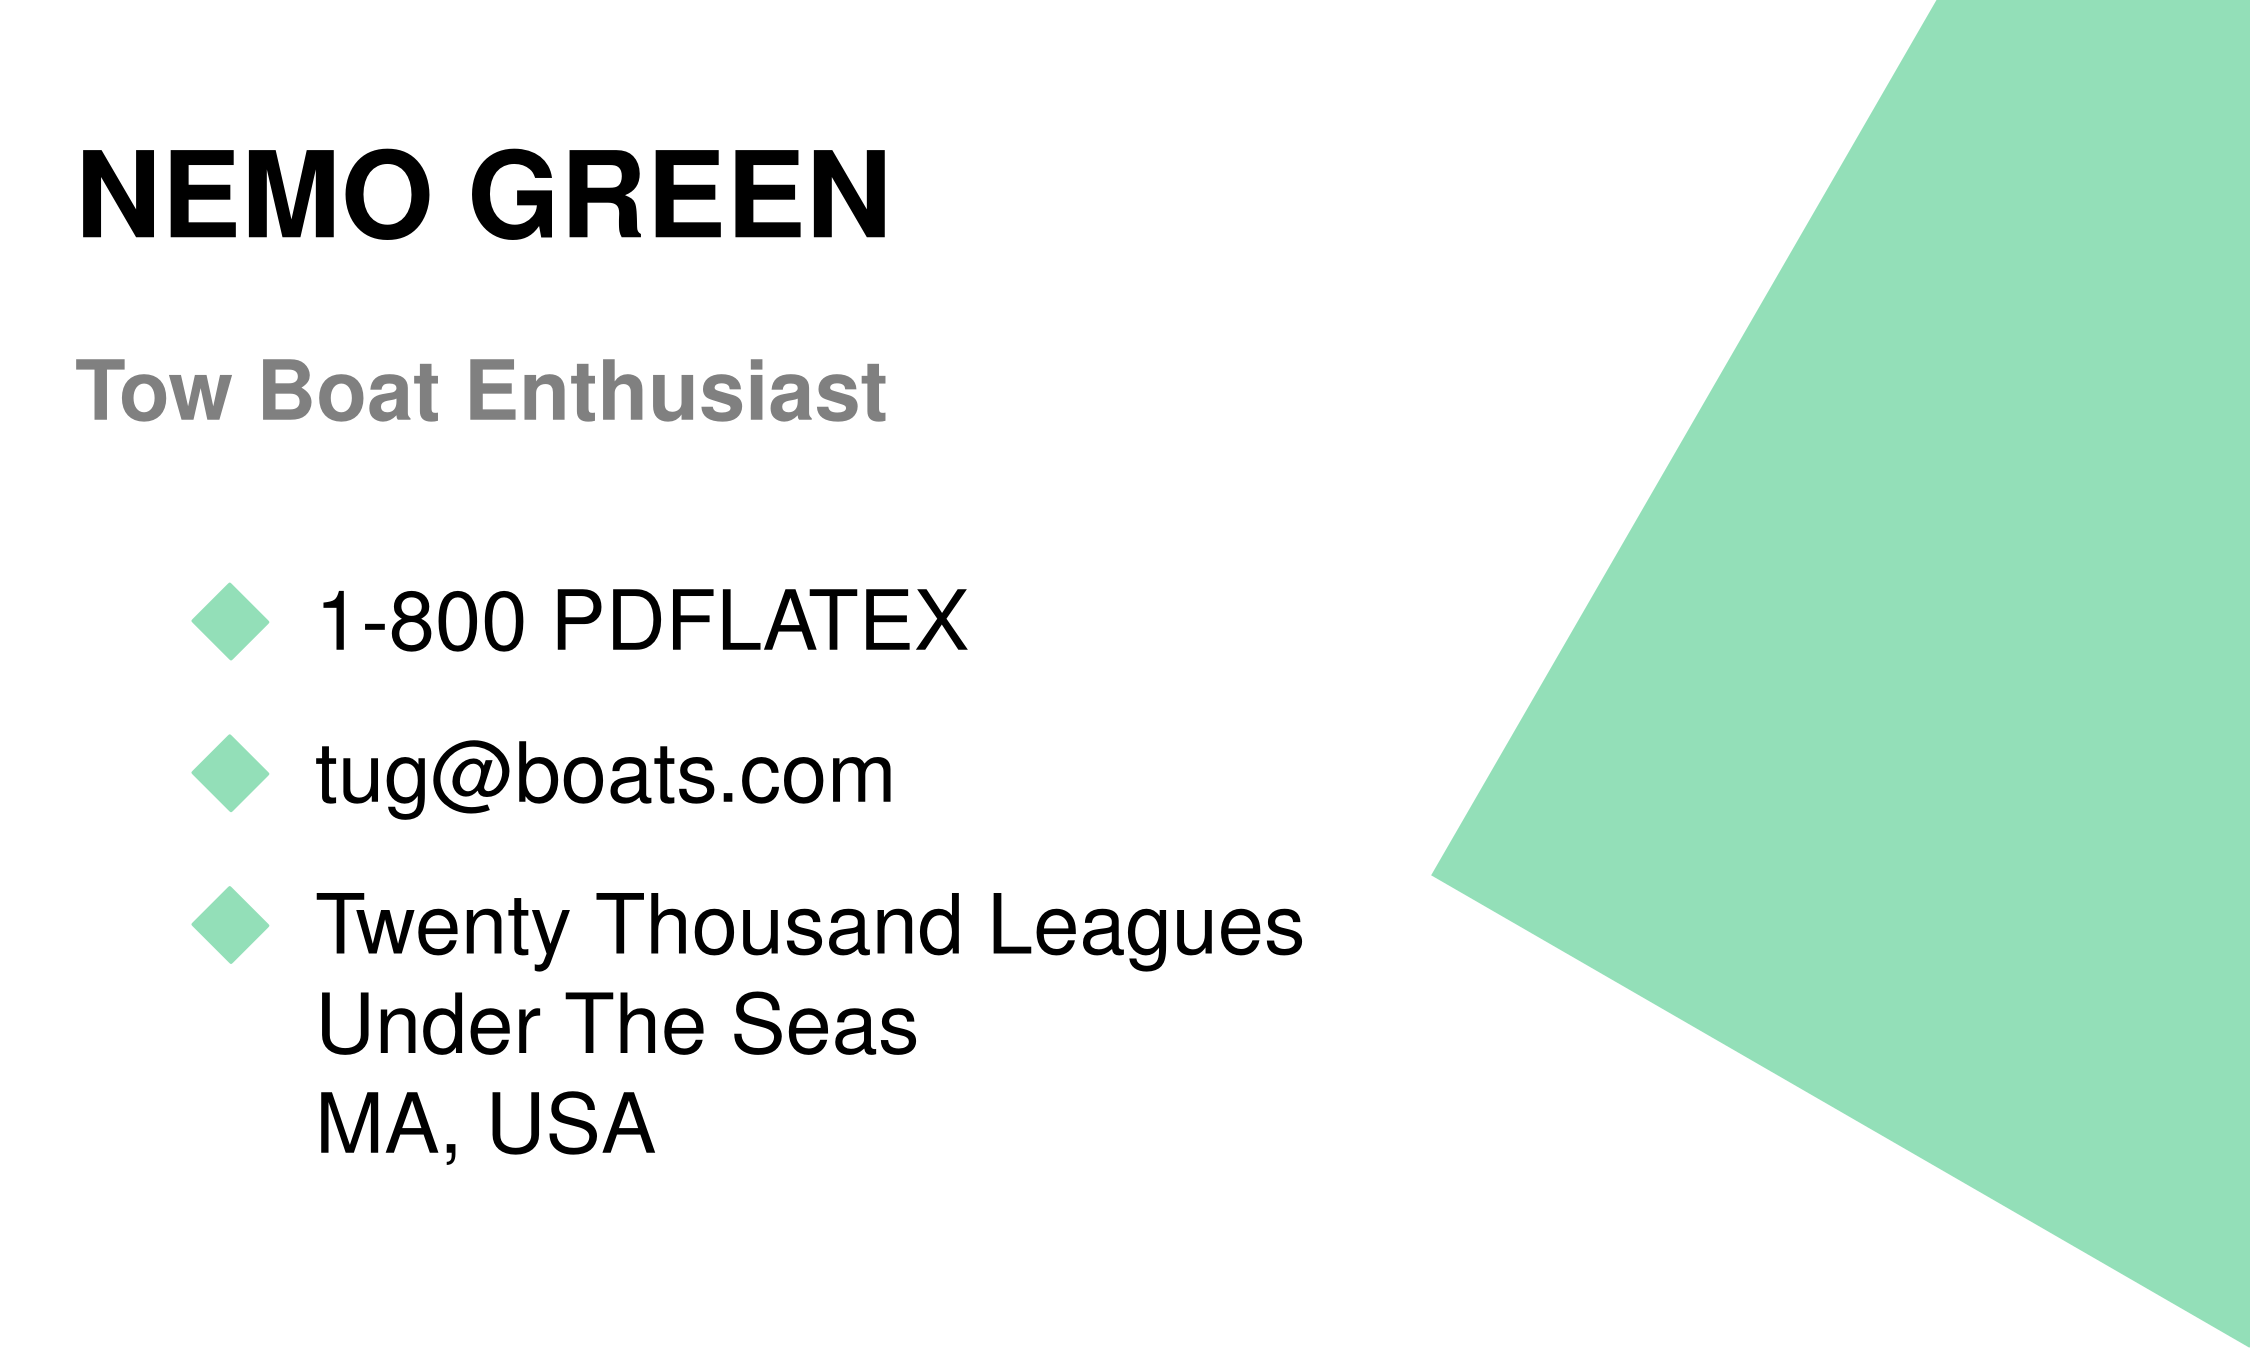 NEMO GREEN
Tow Boat Enthusiast
1-800 PDFLATEX
tug@boats.com
Twenty Thousand Leagues
Under The Seas
MA, USA